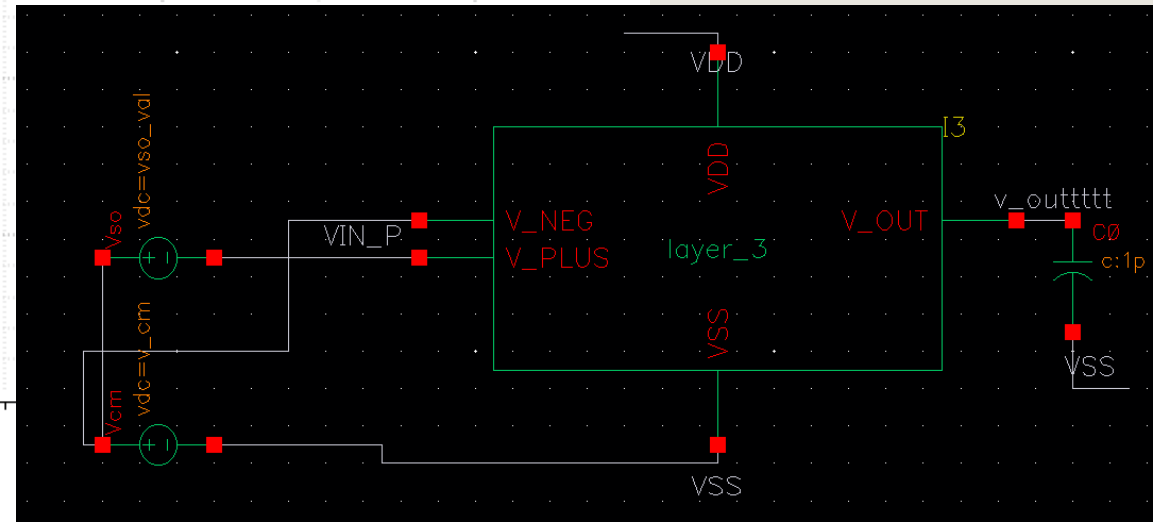 VDD
I3
vdc=vso_val
VDD
Vso
VIN_P
V_NEG
V_PLUS
layer_3
V_OUT
v_outtttt
C0
c:1p
vdc=v_cm
Vcm
VSS
VSS
VSS